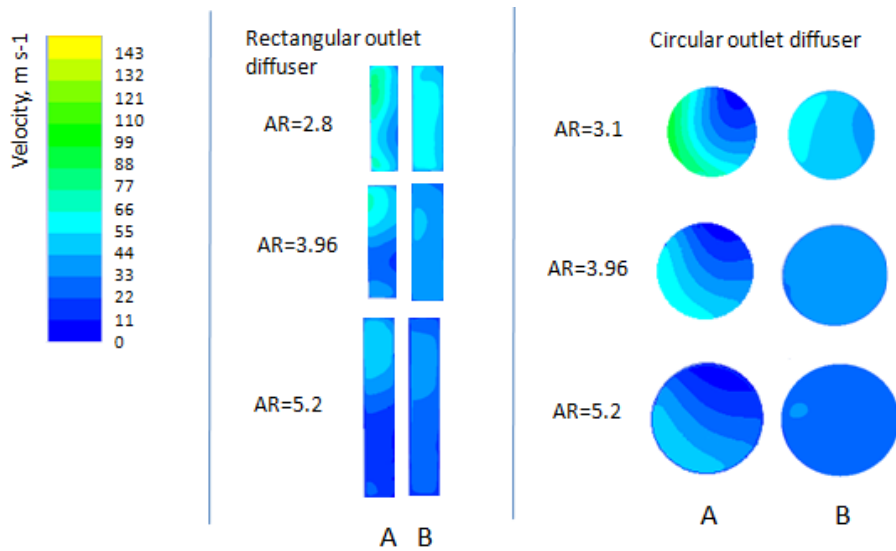 Velocity, m s-1
143
132
121
110
99
88
77
66
55
44
33
22
11
0
Rectangular outlet
diffuser
AR=2.8
AR=3.96
AR=5.2
A B
Circular outlet diffuser
AR=3.1
AR=3.96
AR=5.2
A B